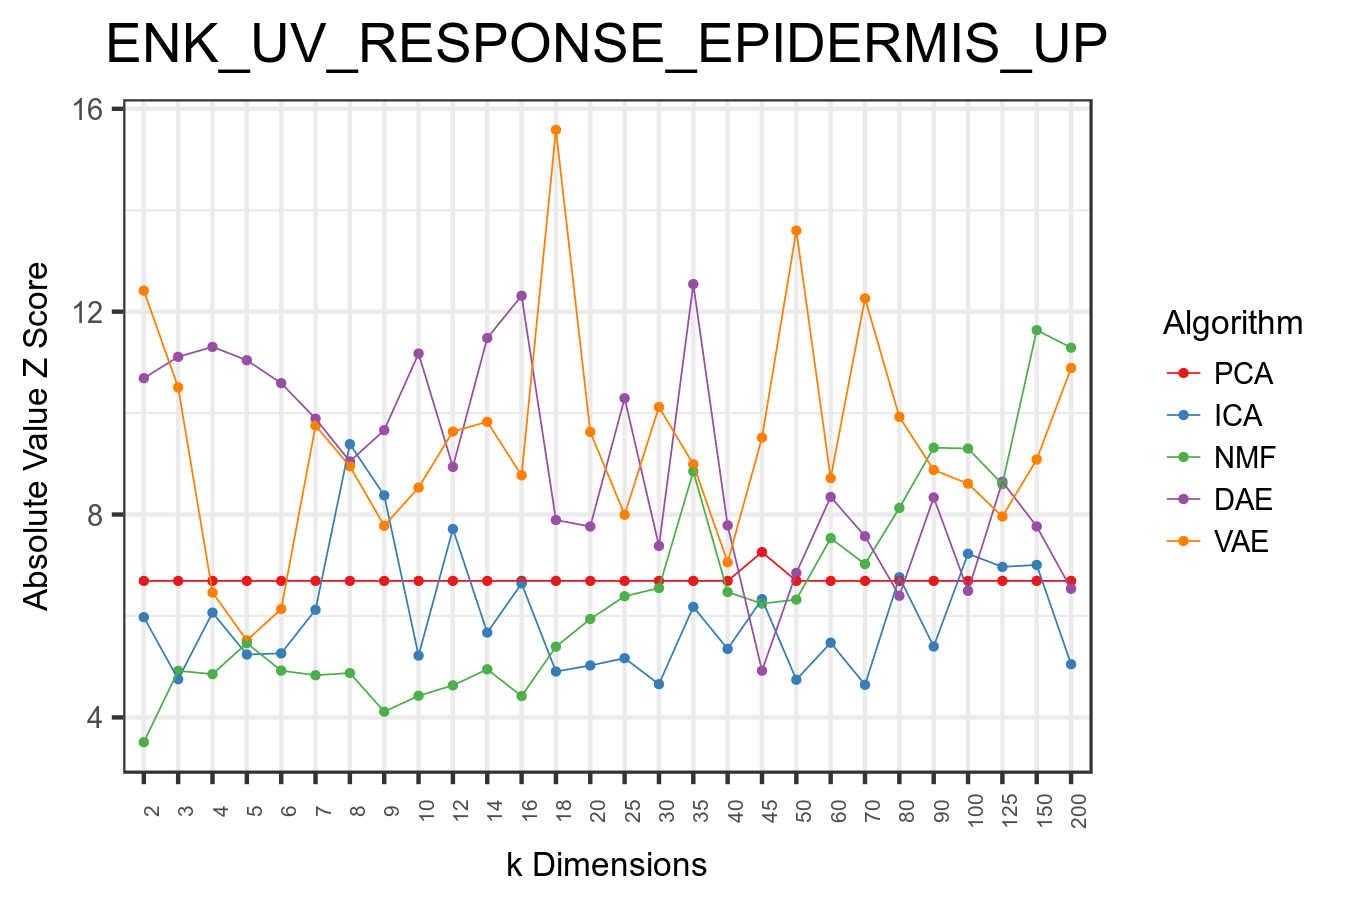 ENK_UV_RESPONSE_EPIDERMIS_UP
Absolute Value Z Score
16
12
8
4
2 3 4 5 6 7 8 9 10 12 14 16 18 20 25 30 35 40 45 50 60 70 80 90 100 125 150 200
k Dimensions
Algorithm
PCA
ICA
NMF
DAE
VAE